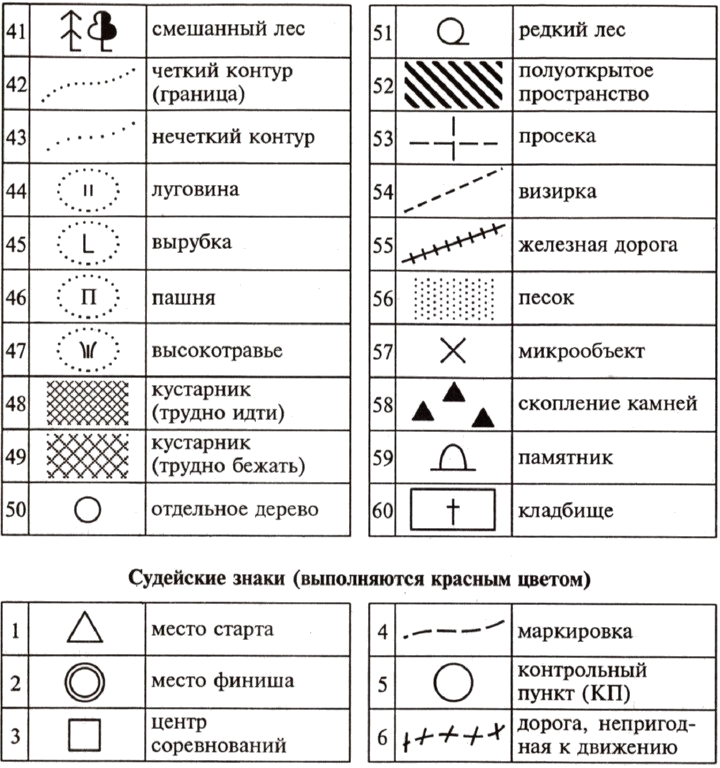 41 смешанный лес
42 четкий контур
(граница)
43 нечеткий контур
44 луговина
45 вырубка
46 пашня
47 высокотравье
48 кустарник
(трудно идти)
49 кустарник
(трудно бежать)
50 отдельное дерево
51 редкий лес
52 полуоткрытое
пространство
53 просека
54 визирка
55 железная дорога
56 песок
57 микрообъект
58 скопление камней
59 памятник
60 кладбище
Судейские знаки (выполняются красным цветом)
1 место старта
2 место финиша
3 центр
соревнований
4 маркировка
5 контрольный
пункт (КП)
6 дорога, непригод-
ная к движению